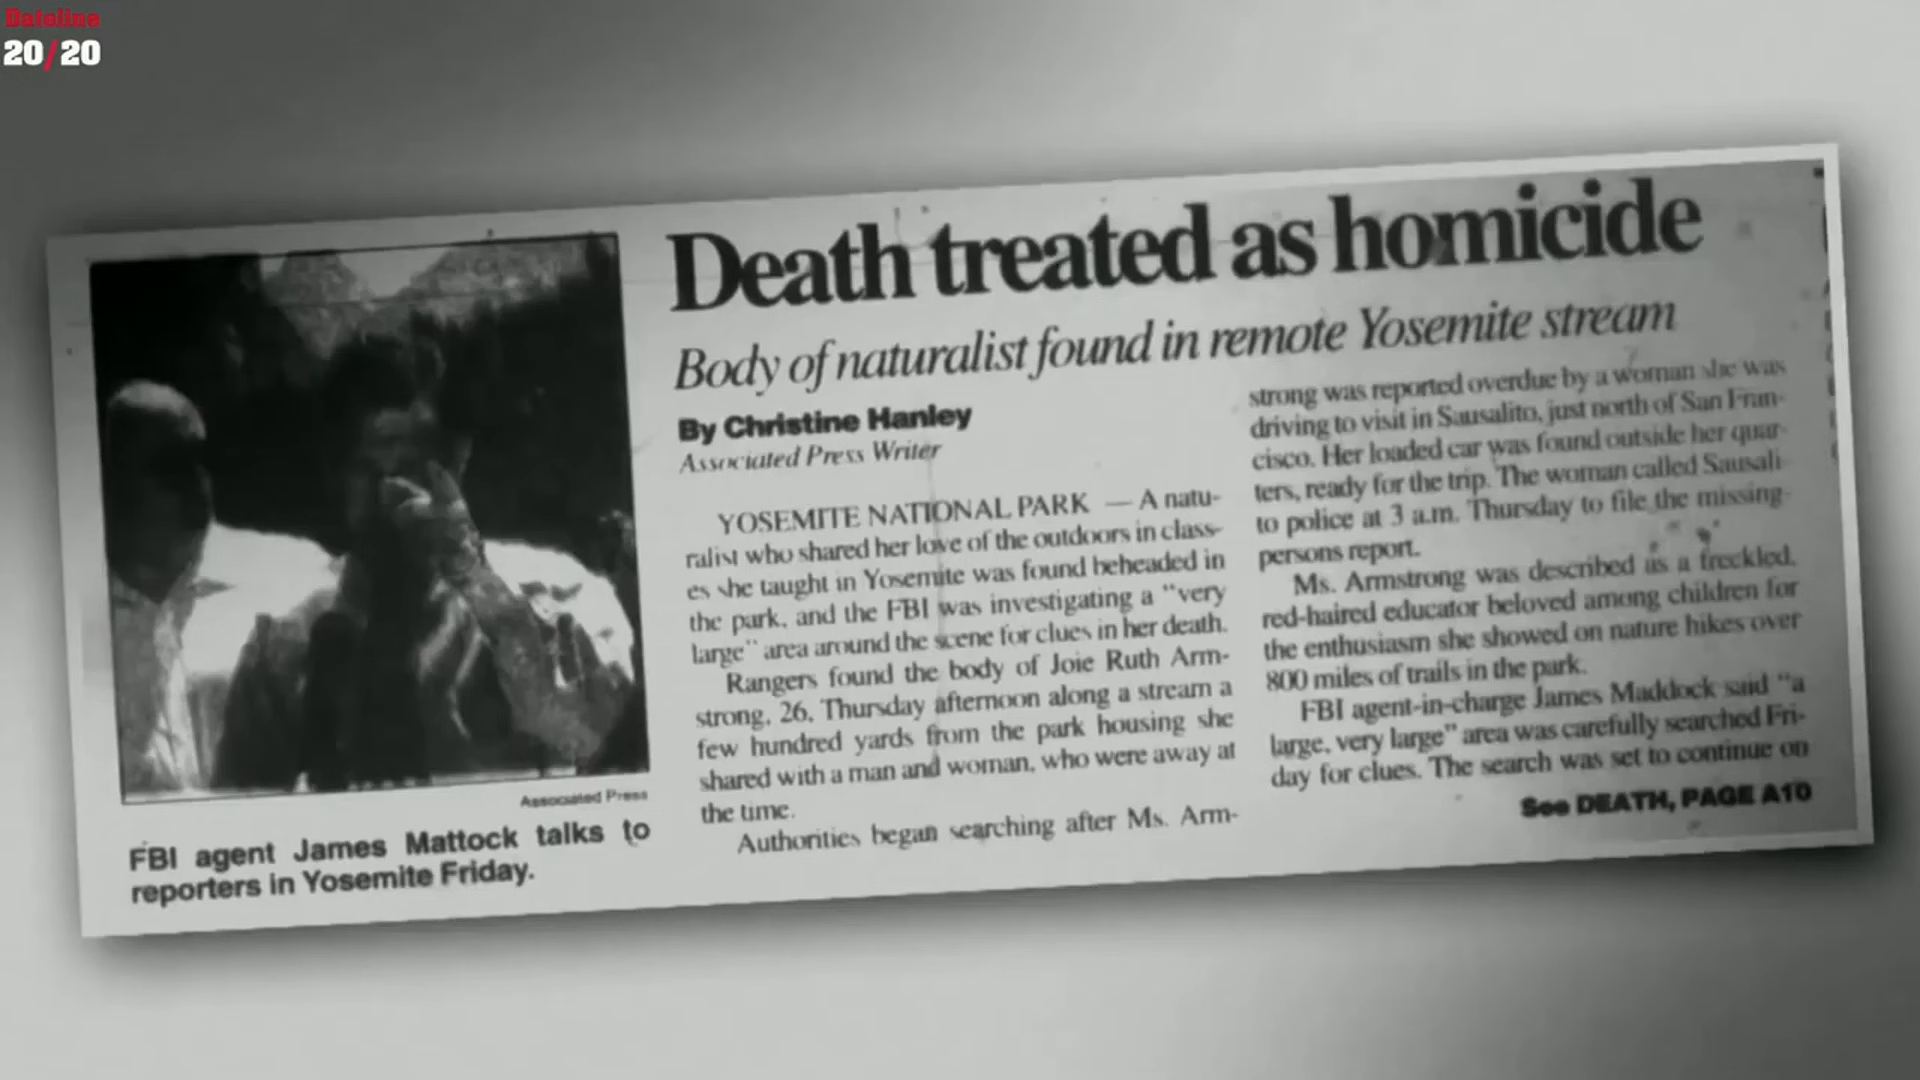 Dateline
20/20
Death treated as homicide
Body of naturalist found in remote Yosemite stream
By Christine Hanley
Associated Press Writer
YOSEMITE NATIONAL PARK — A natu-
ralist who shared her love of the outdoors in class-
es she taught in Yosemite was found beheaded in
the park, and the FBI was investigating a "very
large" area around the scene for clues in her death.
Rangers found the body of Joie Ruth Arm-
strong, 26, Thursday afternoon along a stream a
few hundred yards from the park housing she
shared with a man and woman, who were away at
the time.
Authorities began searching after Ms. Arm-
strong was reported overdue by a woman she was
driving to visit in Sausalito, just north of San Fran-
cisco. Her loaded car was found outside her quar-
ters, ready for the trip. The woman called Sausali-
to police at 3 a.m. Thursday to file the missing-
persons report.
Ms. Armstrong was described as a freckled,
red-haired educator beloved among children for
the enthusiasm she showed on nature hikes over
800 miles of trails in the park.
FBI agent-in-charge James Maddock said "a
large, very large" area was carefully searched Fri-
day for clues. The search was set to continue on
See DEATH, PAGE A10
Associated Press
FBI agent James Mattock talks to
reporters in Yosemite Friday.